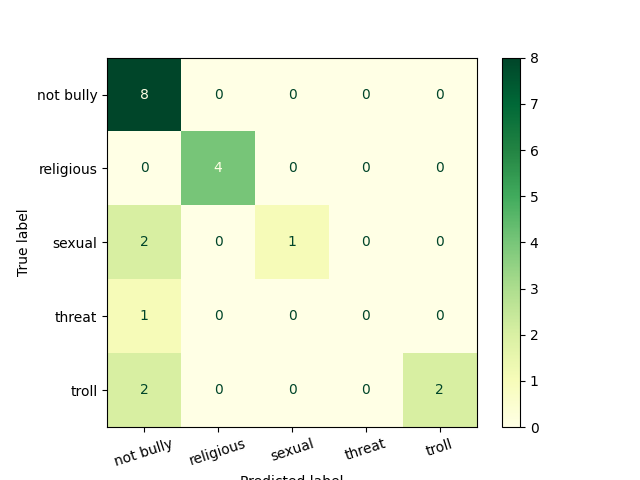 8
not bully 8 0 0 0 0
7
6
religious 0 4 0 0 0
5
True label
4
sexual 2 0 1 0 0
3
threat 1 0 0 0 0
2
troll 2 0 0 0 2
1
0
not bully religious sexual threat troll
Predicted label